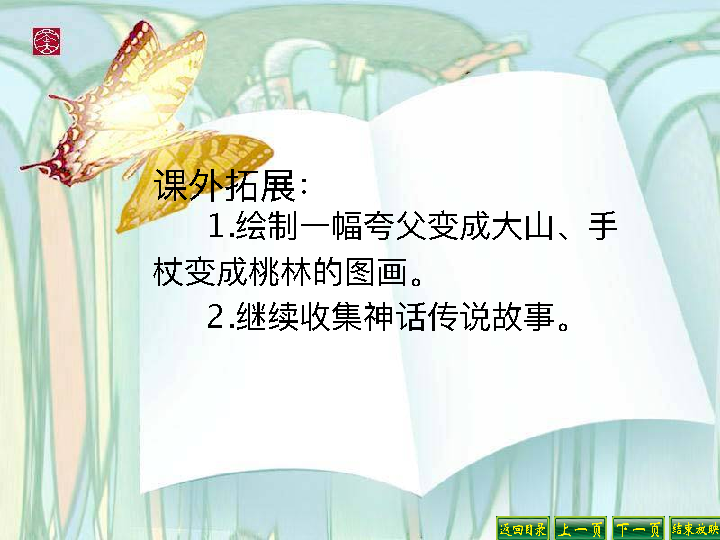 课外拓展：
1.绘制一幅夸父变成大山、手
杖变成桃林的图画。
2.继续收集神话传说故事。
返回目录 上一页 下一页 结束放映